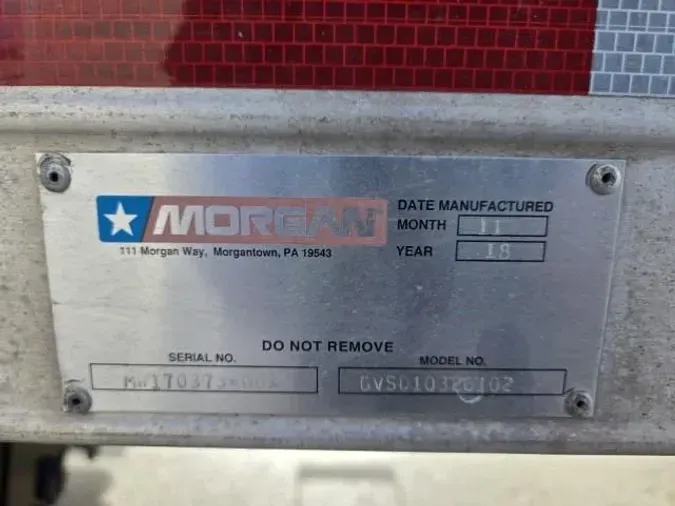 MORGAN
111 Morgan Way, Morgantown, PA 19543
DATE MANUFACTURED
MONTH 11
YEAR 18
DO NOT REMOVE
SERIAL NO.
MODEL NO.